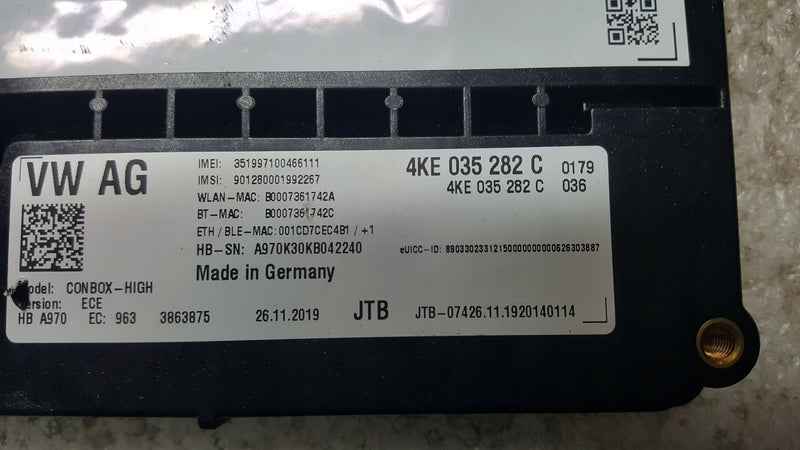 VW AG
IMEI: 351997100466111
IMSI: 901280001992267
WLAN-MAC: B0007361742A
BT-MAC: B0007361742C
ETH / BLE-MAC: 001CD7CEC4B1 / +1
HB-SN: A970K30KB042240
Made in Germany
4KE 035 282 C 0179
4KE 035 282 C 036
eUICC-ID: 89033023312150000000000626303887
Model: CONBOX-HIGH
Version: ECE
HB A970 EC: 963 3863875 26.11.2019 JTB JTB-07426.11.1920140114